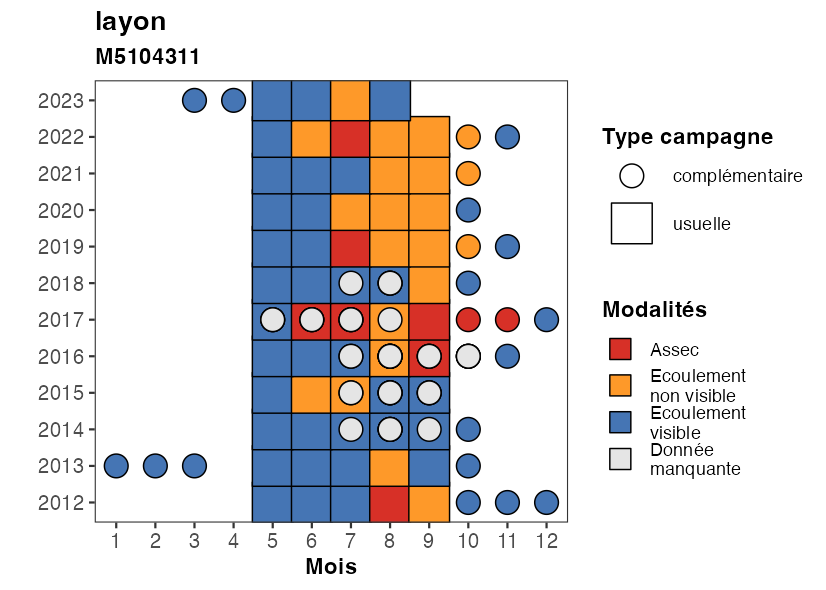 layon
M5104311
2023
2022
2021
2020
2019
2018
2017
2016
2015
2014
2013
2012
1 2 3 4 5 6 7 8 9 10 11 12
Mois
Type campagne
complémentaire
usuelle
Modalités
Assec
Ecoulement
non visible
Ecoulement
visible
Donnée
manquante